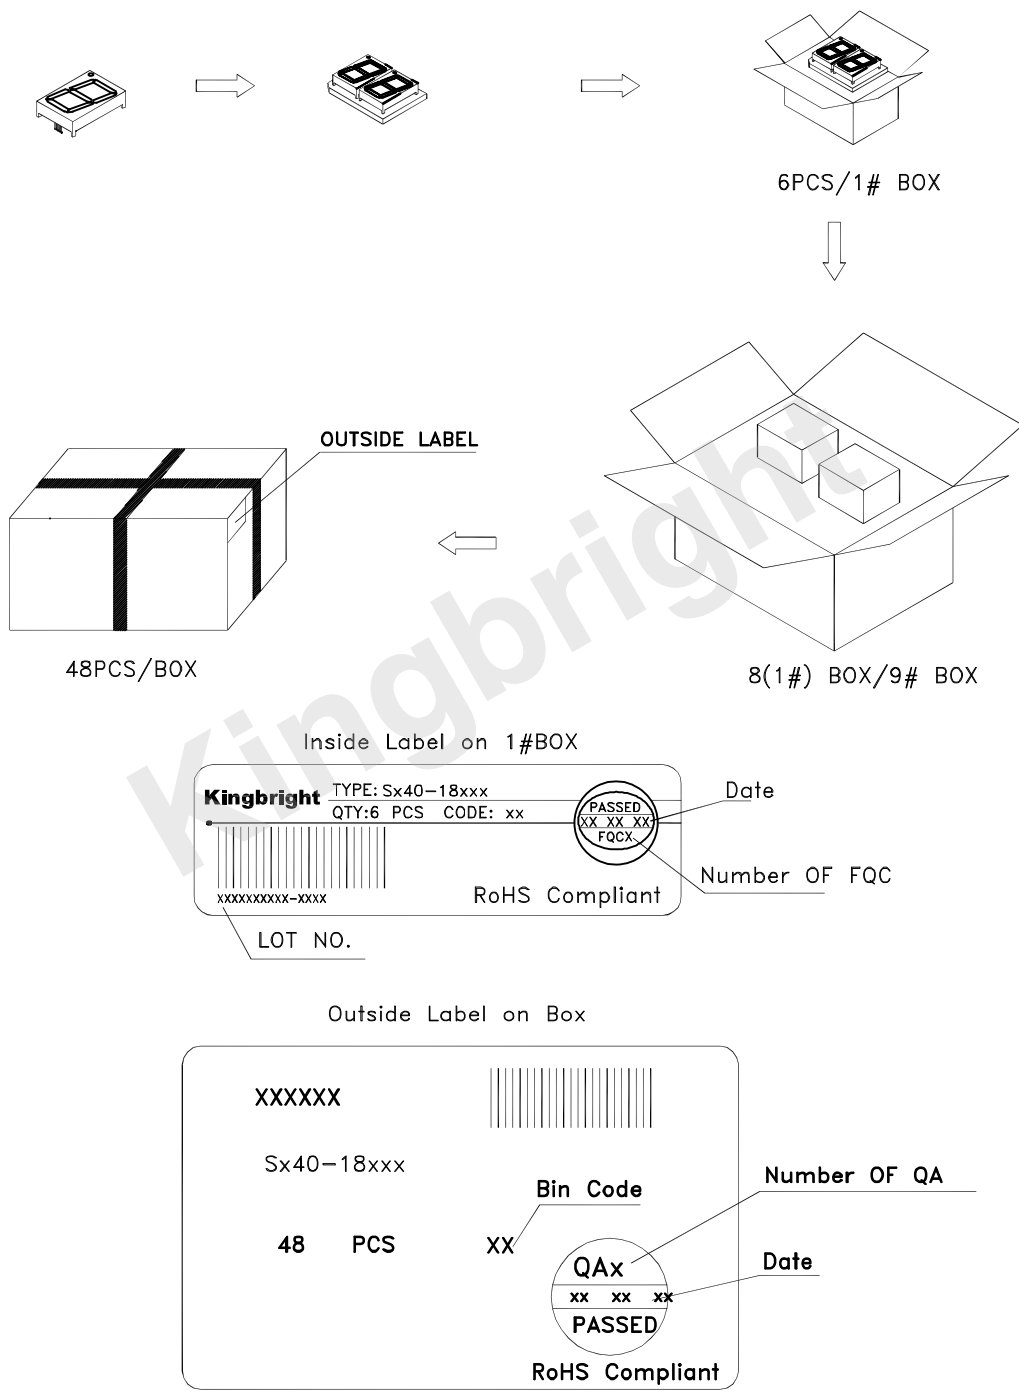 6PCS/1# BOX
OUTSIDE LABEL
48PCS/BOX
8(1#) BOX/9# BOX
Kingbright
Inside Label on 1#BOX
Kingbright
TYPE: Sx40-18xxx
QTY:6 PCS CODE: xx
PASSED
XX XX XX
FQCX
Date
Number OF FQC
RoHS Compliant
XXXXXXXXXX-XXXX
LOT NO.
Outside Label on Box
XXXXXX
Sx40-18xxx
Bin Code
Number OF QA
48 PCS
XX
QAx
Date
xx xx xx
PASSED
RoHS Compliant